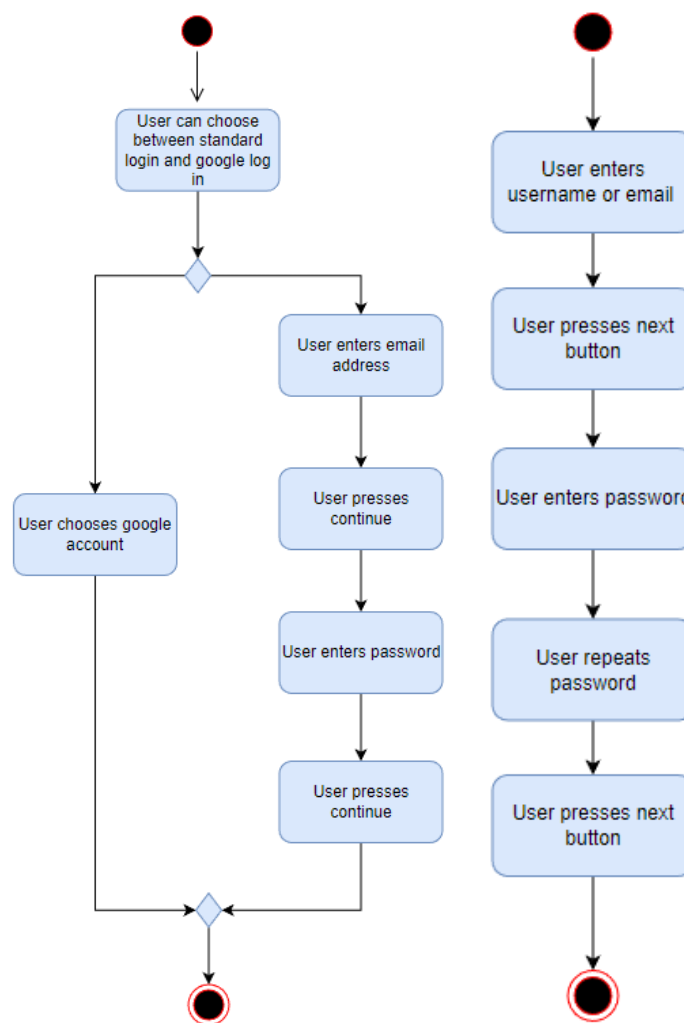 User can choose
between standard
login and google log
in
User enters email
address
User presses
continue
User chooses google
account
User enters password
User presses
continue
User enters
username or email
User presses next
button
User enters password
User repeats
password
User presses next
button